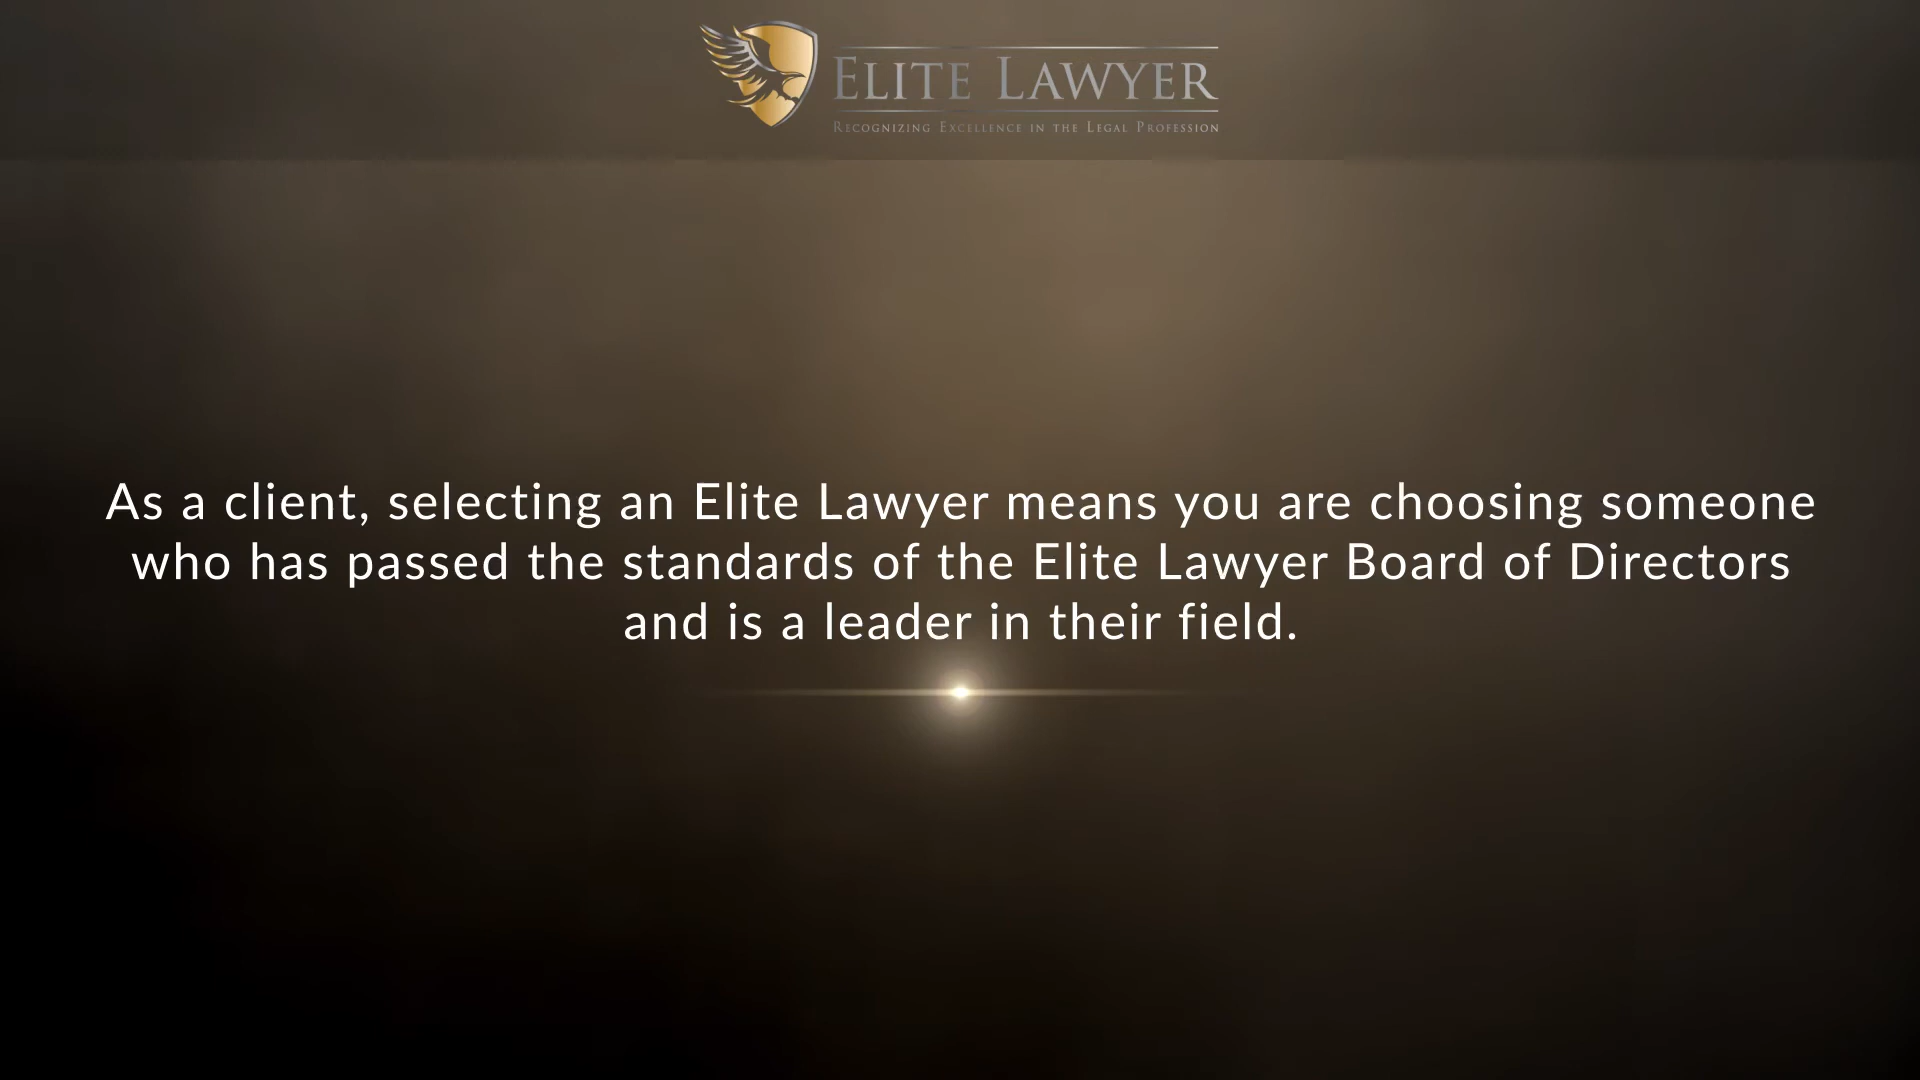 ELITE LAWYER
RECOGNIZING EXCELLENCE IN THE LEGAL PROFESSION
As a client, selecting an Elite Lawyer means you are choosing someone
who has passed the standards of the Elite Lawyer Board of Directors
and is a leader in their field.